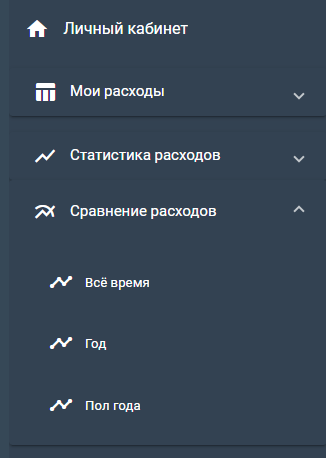 Личный кабинет
Мои расходы
Статистика расходов
Сравнение расходов
Всё время
Год
Пол года